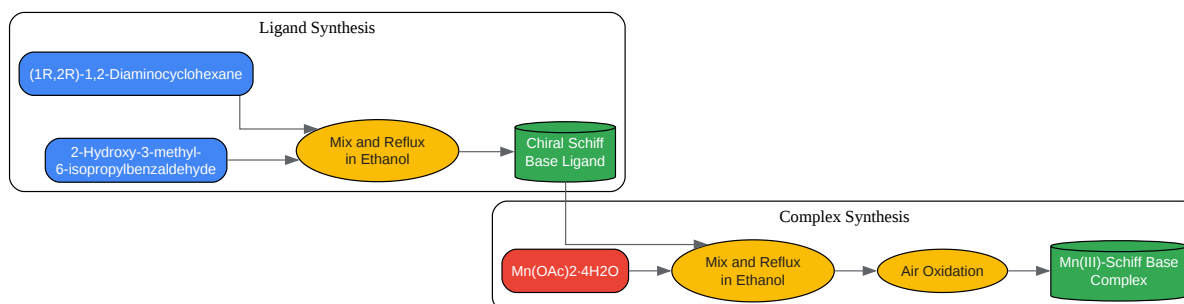 Ligand Synthesis
(1R,2R)-1,2-Diaminocyclohexane
2-Hydroxy-3-methyl-
6-isopropylbenzaldehyde
Mix and Reflux
in Ethanol
Chiral Schiff
Base Ligand
Complex Synthesis
Mn(OAc)2·4H2O
Mix and Reflux
in Ethanol
Air Oxidation
Mn(III)-Schiff Base
Complex